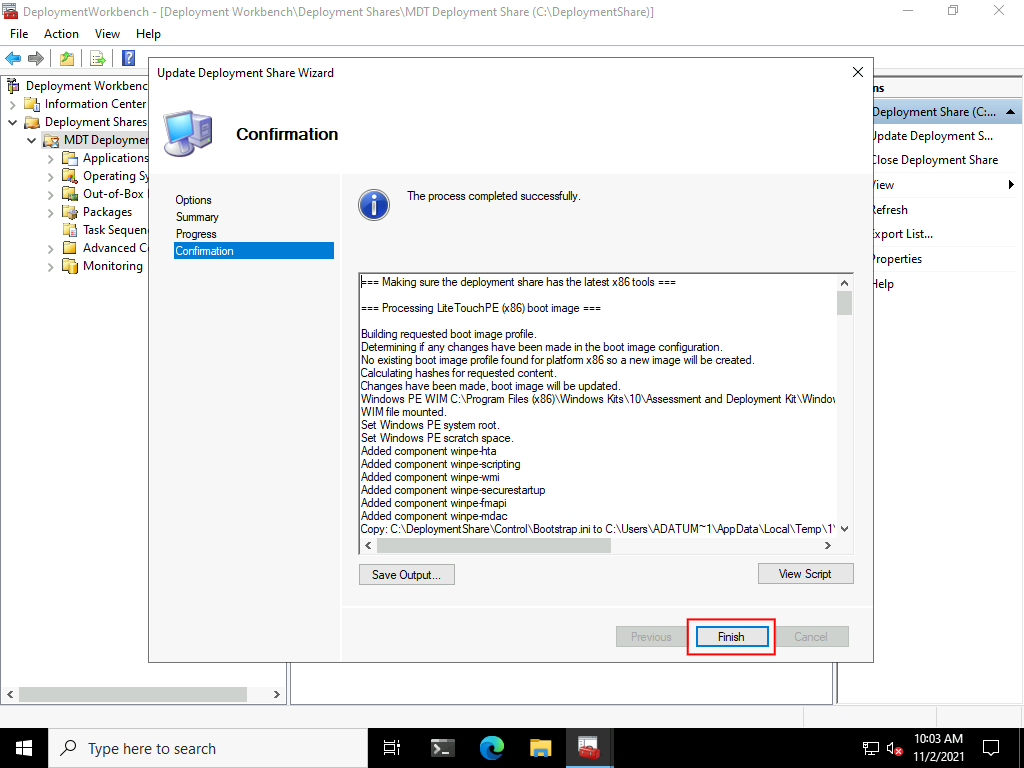 DeploymentWorkbench - [Deployment Workbench\Deployment Shares\MDT Deployment Share (C:\DeploymentShare)]
File Action View Help
Update Deployment Share Wizard
Confirmation
Deployment Workbenc
Information Center
Deployment Shares
MDT Deploymer
Applications
Operating Sy
Out-of-Box
Packages
Task Sequen
Advanced C
Monitoring
Options
Summary
Progress
Confirmation
The process completed successfully.
=== Making sure the deployment share has the latest x86 tools ===
=== Processing LiteTouchPE (x86) boot image ===
Building requested boot image profile.
Determining if any changes have been made in the boot image configuration.
No existing boot image profile found for platform x86 so a new image will be created.
Calculating hashes for requested content.
Changes have been made, boot image will be updated.
Windows PE WIM C:\Program Files (x86)\Windows Kits\10\Assessment and Deployment Kit\Window
WIM file mounted.
Set Windows PE system root.
Set Windows PE scratch space.
Added component winpe-hta
Added component winpe-scripting
Added component winpe-wmi
Added component winpe-securestartup
Added component winpe-fmapi
Added component winpe-mdac
Copy: C:\DeploymentShare\Control\Bootstrap.ini to C:\Users\ADATUM~1\AppData\Local\Temp\1\
Save Output...
View Script
Previous
Finish
Cancel
ns
Deployment Share (C:...
Update Deployment S...
Close Deployment Share
View
Refresh
Export List...
Properties
Help
Type here to search
10:03 AM
11/2/2021